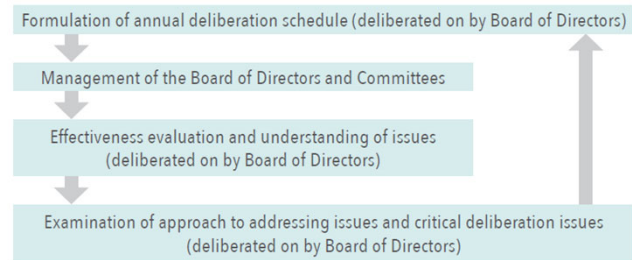 Formulation of annual deliberation schedule (deliberated on by Board of Directors)
Management of the Board of Directors and Committees
Effectiveness evaluation and understanding of issues
(deliberated on by Board of Directors)
Examination of approach to addressing issues and critical deliberation issues
(deliberated on by Board of Directors)